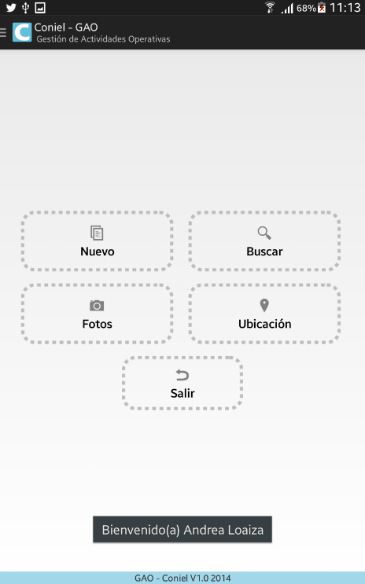 68% 11:13
Coniel - GAO
Gestión de Actividades Operativas
Nuevo
Buscar
Fotos
Ubicación
Salir
Bienvenido(a) Andrea Loaiza
GAO - Coniel V1.0 2014